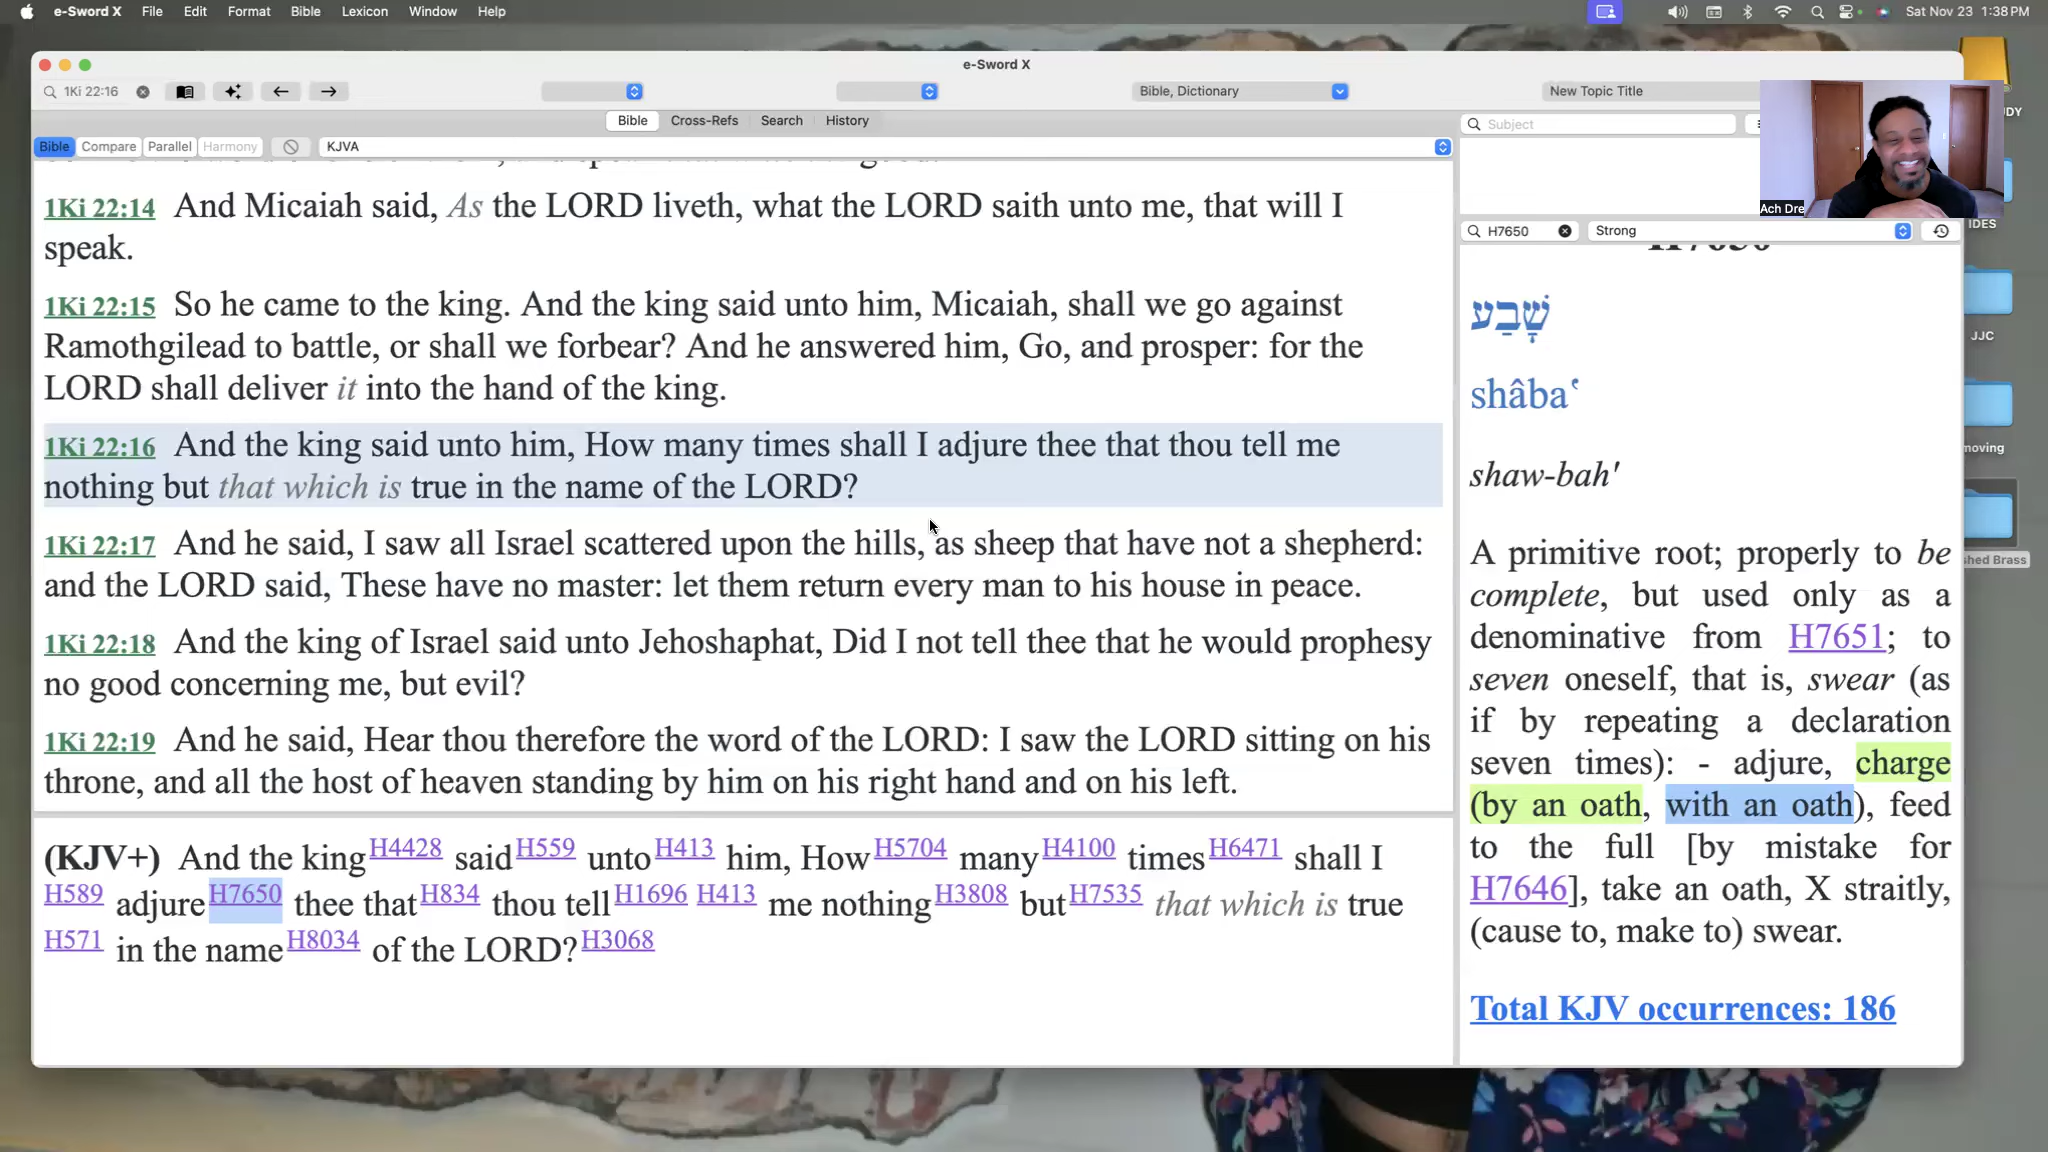 e-Sword X File Edit Format Bible Lexicon Window Help Sat Nov 23 1:38 PM
e-Sword X
1Ki 22:16 Bible, Dictionary New Topic Title
Bible Cross-Refs Search History
Bible Compare Parallel Harmony KJVA
1Ki 22:14 And Micaiah said, As the LORD liveth, what the LORD saith unto me, that will I
speak.
1Ki 22:15 So he came to the king. And the king said unto him, Micaiah, shall we go against
Ramothgilead to battle, or shall we forbear? And he answered him, Go, and prosper: for the
LORD shall deliver it into the hand of the king.
1Ki 22:16 And the king said unto him, How many times shall I adjure thee that thou tell me
nothing but that which is true in the name of the LORD?
1Ki 22:17 And he said, I saw all Israel scattered upon the hills, as sheep that have not a shepherd:
and the LORD said, These have no master: let them return every man to his house in peace.
1Ki 22:18 And the king of Israel said unto Jehoshaphat, Did I not tell thee that he would prophesy
no good concerning me, but evil?
1Ki 22:19 And he said, Hear thou therefore the word of the LORD: I saw the LORD sitting on his
throne, and all the host of heaven standing by him on his right hand and on his left.
(KJV+) And the king H4428 said H559 unto H413 him, How H5704 many H4100 times H6471 shall I
H589 adjure H7650 thee that H834 thou tell H1696 H413 me nothing H3808 but H7535 that which is true
H571 in the name H8034 of the LORD? H3068
Subject
Ach Dre
H7650 Strong
H7650
שָׁבַע
shâba‛
shaw-bah'
A primitive root; properly to be
complete, but used only as a
denominative from H7651; to
seven oneself, that is, swear (as
if by repeating a declaration
seven times): - adjure, charge
(by an oath, with an oath), feed
to the full [by mistake for
H7646], take an oath, X straitly,
(cause to, make to) swear.
Total KJV occurrences: 186
DY
IDES
JJC
moving
shed Brass